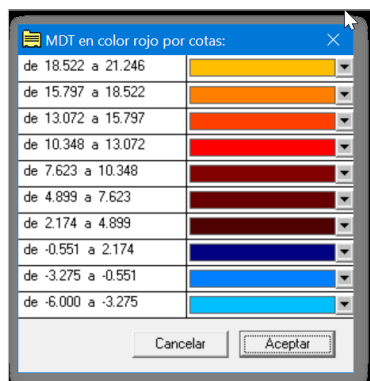 MDT en color rojo por cotas:
de 18.522 a 21.246
de 15.797 a 18.522
de 13.072 a 15.797
de 10.348 a 13.072
de 7.623 a 10.348
de 4.899 a 7.623
de 2.174 a 4.899
de -0.551 a 2.174
de -3.275 a -0.551
de -6.000 a -3.275
Cancelar Aceptar